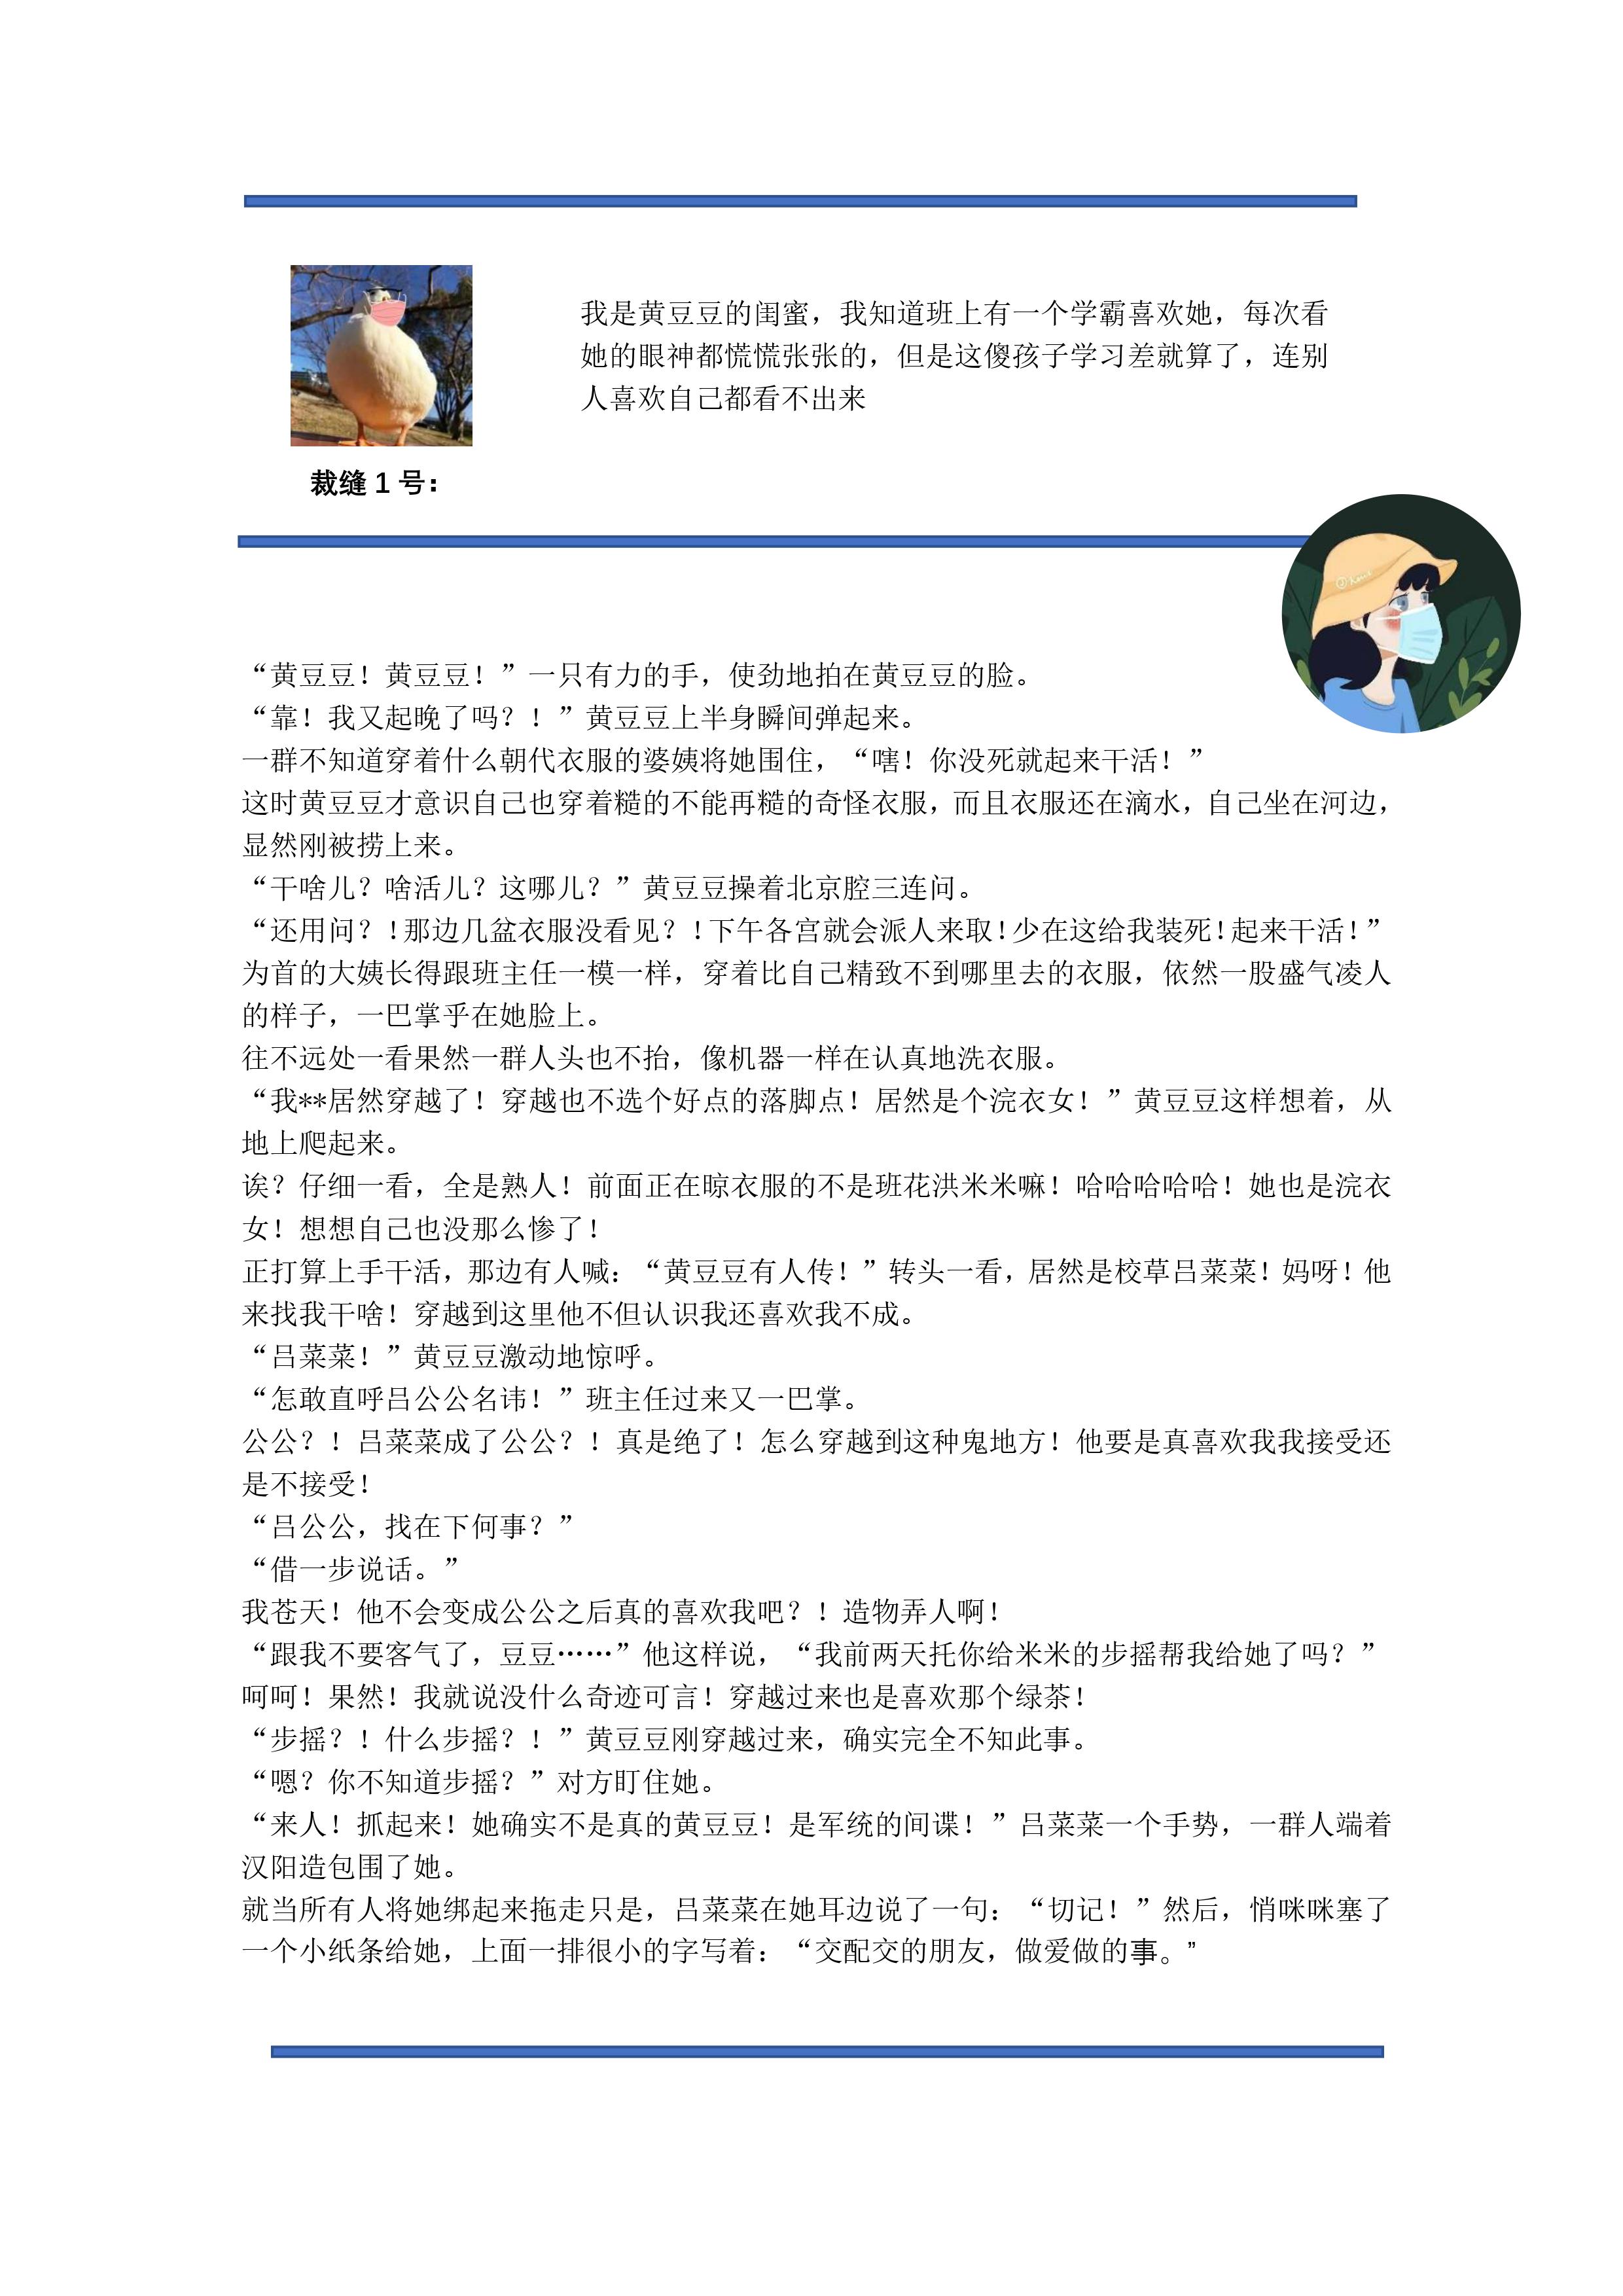 我是黄豆豆的闺蜜，我知道班上有一个学霸喜欢她，每次看
她的眼神都慌慌张张的，但是这傻孩子学习差就算了，连别
人喜欢自己都看不出来
裁缝 1 号：
“黄豆豆！黄豆豆！”一只有力的手，使劲地拍在黄豆豆的脸。
“靠！我又起晚了吗？！”黄豆豆上半身瞬间弹起来。
一群不知道穿着什么朝代衣服的婆姨将她围住，“嘻！你没死就起来干活！”
这时黄豆豆才意识自己也穿着糙的不能再糙的奇怪衣服，而且衣服还在滴水，自己坐在河边，
显然刚被捞上来。
“干啥儿？啥活儿？这哪儿？”黄豆豆操着北京腔三连问。
“还用问？！那边几盆衣服没看见？！下午各宫就会派人来取！少在这给我装死！起来干活！”
为首的大姨长得跟班主任一模一样，穿着比自己精致不到哪里去的衣服，依然一股盛气凌人
的样子，一巴掌乎在她脸上。
往不远处一看果然一群人头也不抬，像机器一样在认真地洗衣服。
“我**居然穿越了！穿越也不选个好点的落脚点！居然是个浣衣女！”黄豆豆这样想着，从
地上爬起来。
诶？仔细一看，全是熟人！前面正在晾衣服的不是班花洪米米嘛！哈哈哈哈哈！她也是浣衣
女！想想自己也没那么惨了！
正打算上手干活，那边有人喊：“黄豆豆有人传！”转头一看，居然是校草吕菜菜！妈呀！他
来找我干啥！穿越到这里他不但认识我还喜欢我不成。
“吕菜菜！”黄豆豆激动地惊呼。
“怎敢直呼吕公公名讳！”班主任过来又一巴掌。
公公？！吕菜菜成了公公？！真是绝了！怎么穿越到这种鬼地方！他要是真喜欢我我接受还
是不接受！
“吕公公，找在下何事？”
“借一步说话。”
我苍天！他不会变成公公之后真的喜欢我吧？！造物弄人啊！
“跟我不要客气了，豆豆……”他这样说，“我前两天托你给米米的步摇帮我给她了吗？”
呵呵！果然！我就说没什么奇迹可言！穿越过来也是喜欢那个绿茶！
“步摇？！什么步摇？！”黄豆豆刚穿越过来，确实完全不知此事。
“嗯？你不知道步摇？”对方盯住她。
“来人！抓起来！她确实不是真的黄豆豆！是军统的间谍！”吕菜菜一个手势，一群人端着
汉阳造包围了她。
就当所有人将她绑起来拖走只是，吕菜菜在她耳边说了一句：“切记！”然后，悄咪咪塞了
一个小纸条给她，上面一排很小的字写着：“交配交的朋友，做爱做的事。”